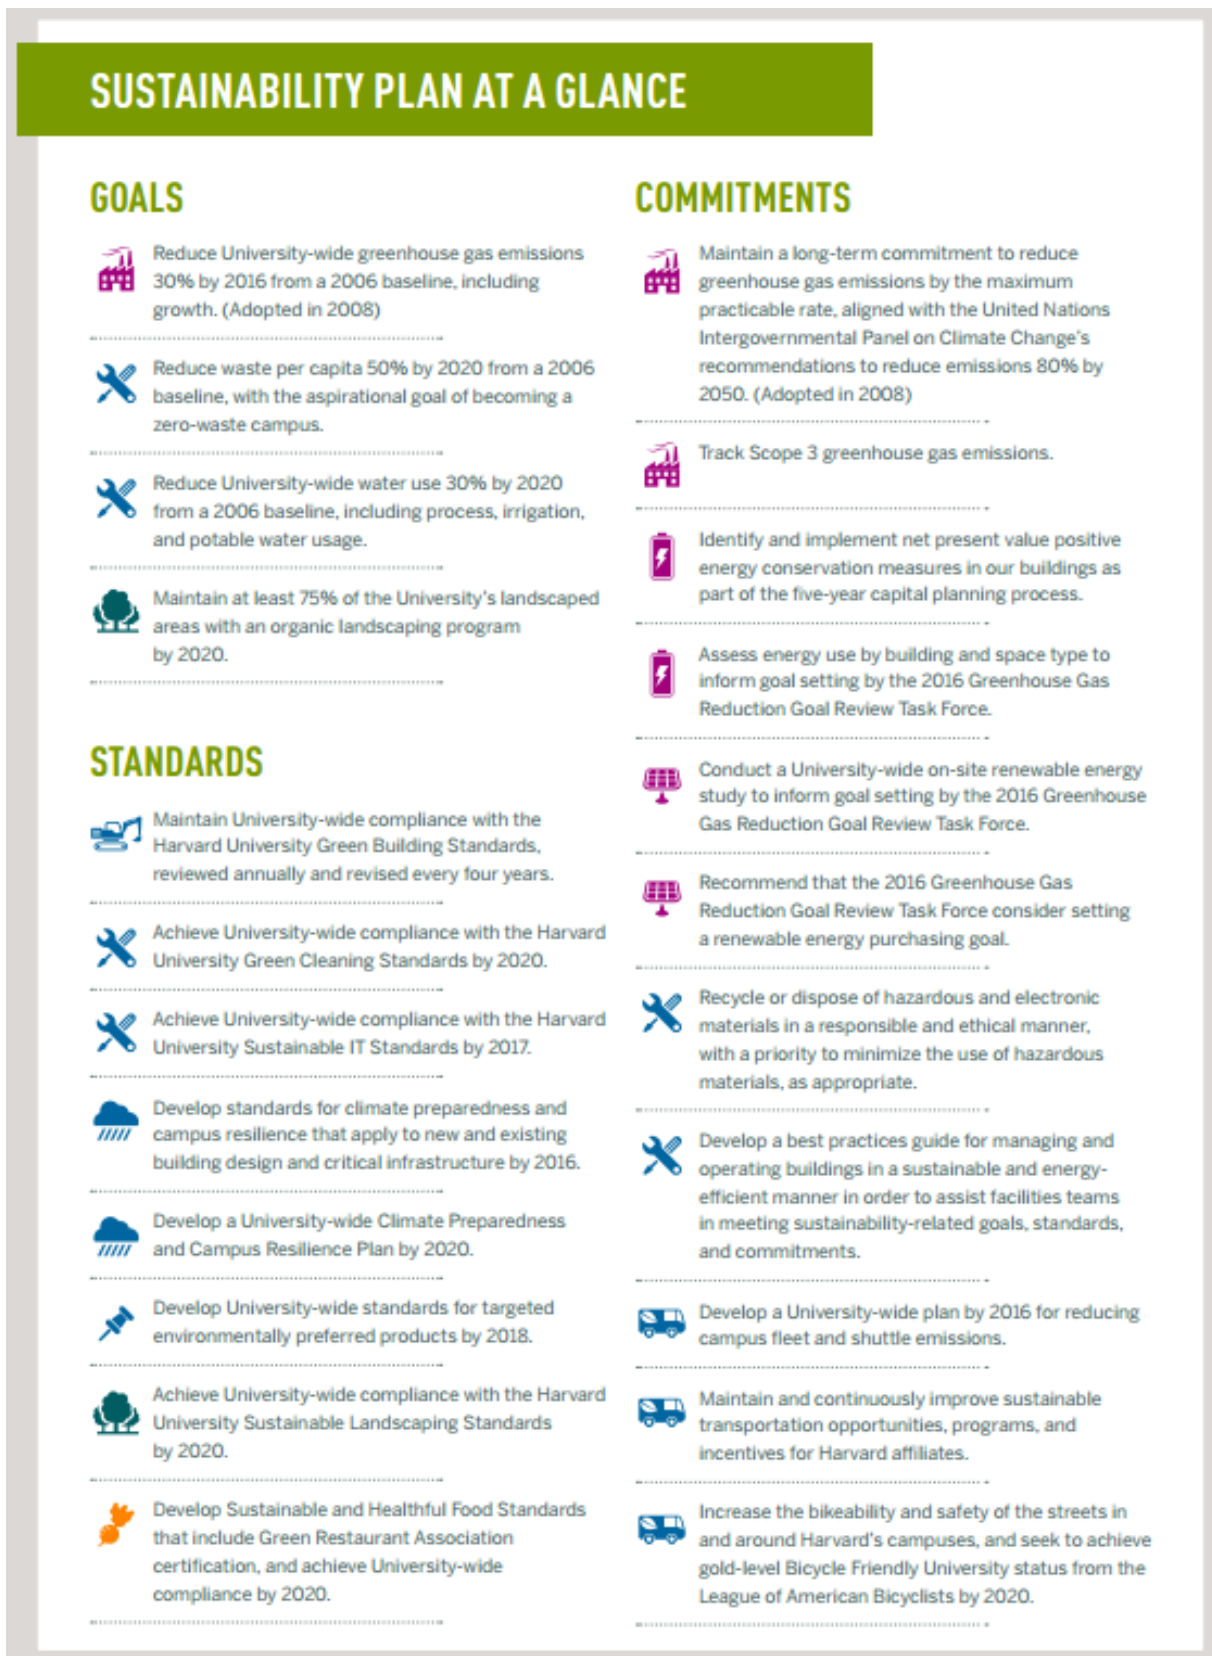 SUSTAINABILITY PLAN AT A GLANCE
GOALS
Reduce University-wide greenhouse gas emissions
30% by 2016 from a 2006 baseline, including
growth. (Adopted in 2008)
Reduce waste per capita 50% by 2020 from a 2006
baseline, with the aspirational goal of becoming a
zero-waste campus.
Reduce University-wide water use 30% by 2020
from a 2006 baseline, including process, irrigation,
and potable water usage.
Maintain at least 75% of the University's landscaped
areas with an organic landscaping program
by 2020.
STANDARDS
Maintain University-wide compliance with the
Harvard University Green Building Standards,
reviewed annually and revised every four years.
Achieve University-wide compliance with the Harvard
University Green Cleaning Standards by 2020.
Achieve University-wide compliance with the Harvard
University Sustainable IT Standards by 2017.
Develop standards for climate preparedness and
campus resilience that apply to new and existing
building design and critical infrastructure by 2016.
Develop a University-wide Climate Preparedness
and Campus Resilience Plan by 2020.
Develop University-wide standards for targeted
environmentally preferred products by 2018.
Achieve University-wide compliance with the Harvard
University Sustainable Landscaping Standards
by 2020.
Develop Sustainable and Healthful Food Standards
that include Green Restaurant Association
certification, and achieve University-wide
compliance by 2020.
COMMITMENTS
Maintain a long-term commitment to reduce
greenhouse gas emissions by the maximum
practicable rate, aligned with the United Nations
Intergovernmental Panel on Climate Change's
recommendations to reduce emissions 80% by
2050. (Adopted in 2008)
Track Scope 3 greenhouse gas emissions.
Identify and implement net present value positive
energy conservation measures in our buildings as
part of the five-year capital planning process.
Assess energy use by building and space type to
inform goal setting by the 2016 Greenhouse Gas
Reduction Goal Review Task Force.
Conduct a University-wide on-site renewable energy
study to inform goal setting by the 2016 Greenhouse
Gas Reduction Goal Review Task Force.
Recommend that the 2016 Greenhouse Gas
Reduction Goal Review Task Force consider setting
a renewable energy purchasing goal.
Recycle or dispose of hazardous and electronic
materials in a responsible and ethical manner,
with a priority to minimize the use of hazardous
materials, as appropriate.
Develop a best practices guide for managing and
operating buildings in a sustainable and energy-
efficient manner in order to assist facilities teams
in meeting sustainability-related goals, standards,
and commitments.
Develop a University-wide plan by 2016 for reducing
campus fleet and shuttle emissions.
Maintain and continuously improve sustainable
transportation opportunities, programs, and
incentives for Harvard affiliates.
Increase the bikeability and safety of the streets in
and around Harvard's campuses, and seek to achieve
gold-level Bicycle Friendly University status from the
League of American Bicyclists by 2020.